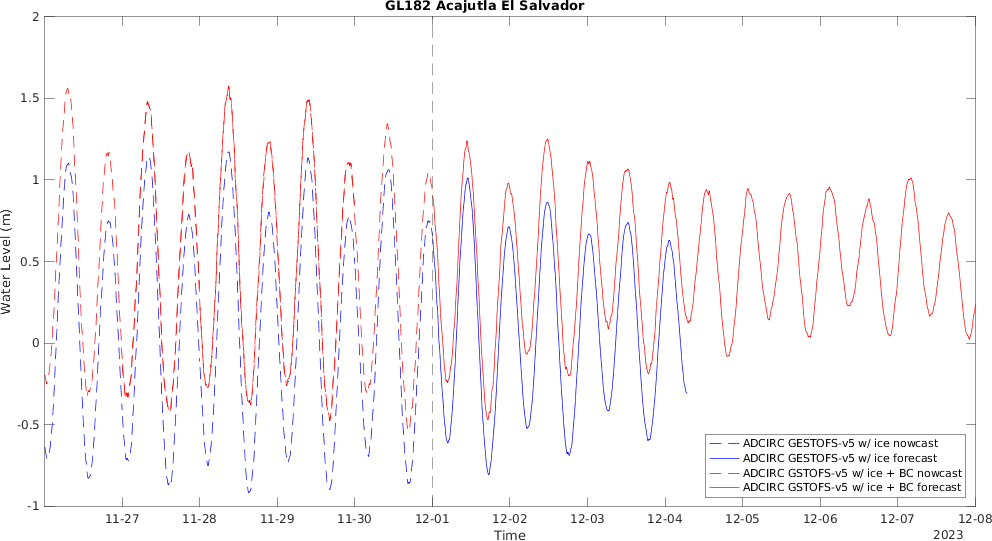 GL182 Acajutla El Salvador
2
1.5
1
0.5
0
-0.5
-1
Water Level (m)
ADCIRC GESTOFS-v5 w/ ice nowcast
ADCIRC GESTOFS-v5 w/ ice forecast
ADCIRC GSTOFS-v5 w/ ice + BC nowcast
ADCIRC GSTOFS-v5 w/ ice + BC forecast
11-27 11-28 11-29 11-30 12-01 12-02 12-03 12-04 12-05 12-06 12-07 12-08
Time
2023